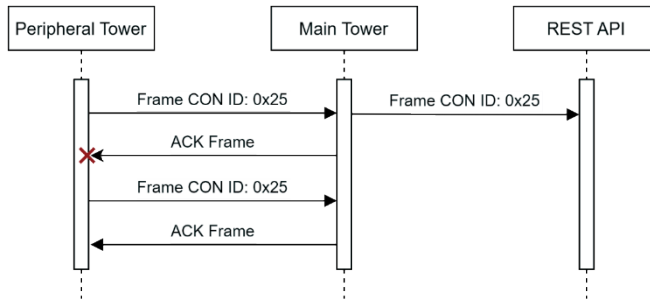 Peripheral Tower
Main Tower
REST API
Frame CON ID: 0x25
Frame CON ID: 0x25
ACK Frame
Frame CON ID: 0x25
ACK Frame